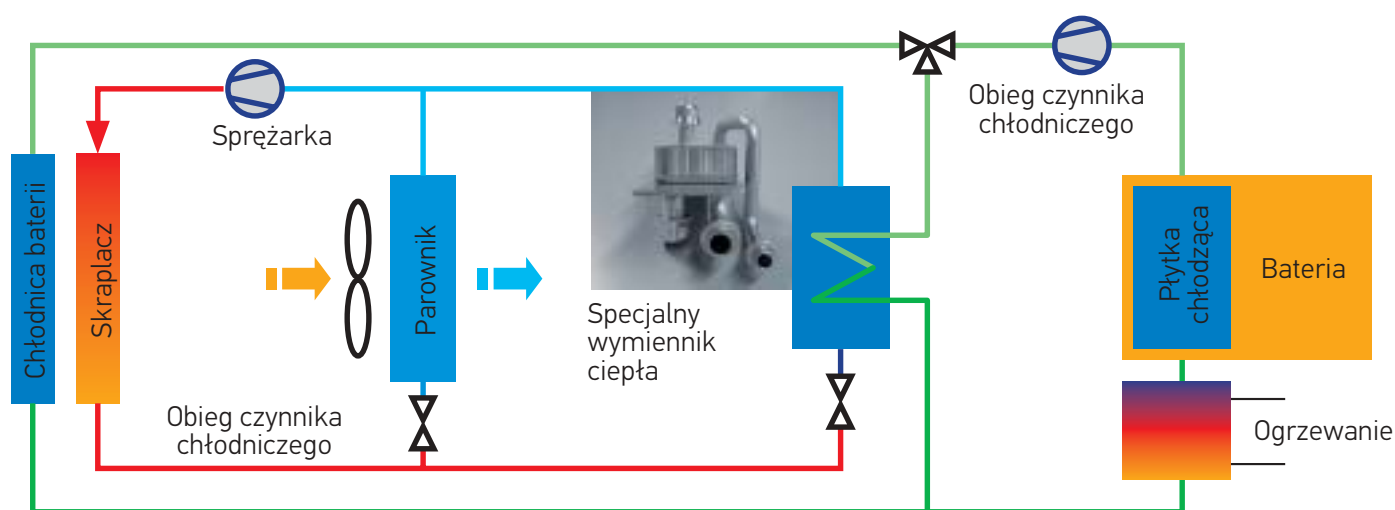 Sprężarka
Obieg czynnika
chłodniczego
Chłodnica baterii
Skraplacz
Parownik
Specjalny
wymiennik
ciepła
Płytka
chłodząca
Bateria
Obieg czynnika
chłodniczego
Ogrzewanie